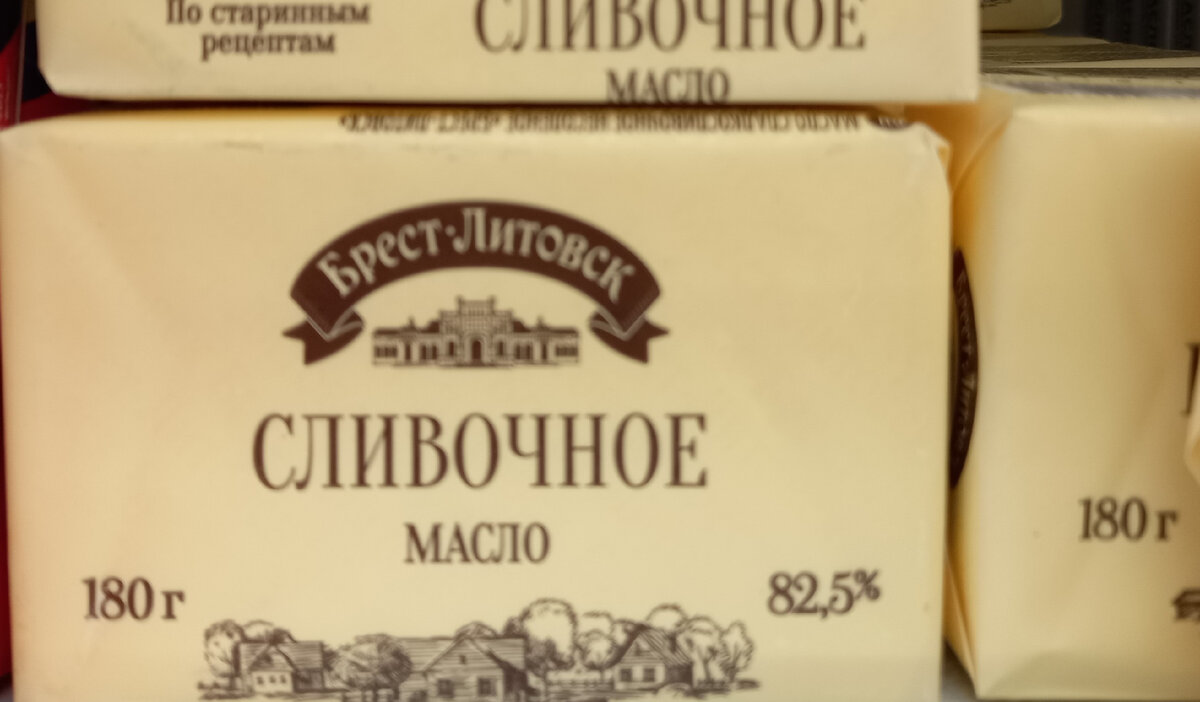 По старинным
рецептам
СЛИВОЧНОЕ
МАСЛО
Брест-Литовск
СЛИВОЧНОЕ
МАСЛО
180 г
82,5%
180 г